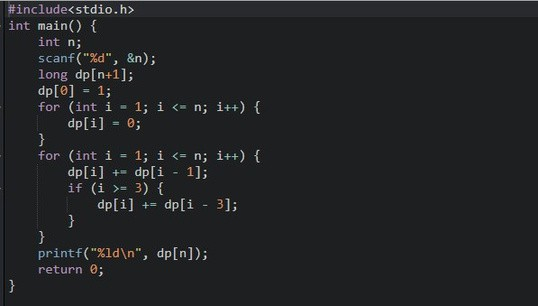 #include<stdio.h>
int main() {
    int n;
    scanf("%d", &n);
    long dp[n+1];
    dp[0] = 1;
    for (int i = 1; i <= n; i++) {
        dp[i] = 0;
    }
    for (int i = 1; i <= n; i++) {
        dp[i] += dp[i - 1];
        if (i >= 3) {
            dp[i] += dp[i - 3];
        }
    }
    printf("%ld\n", dp[n]);
    return 0;
}